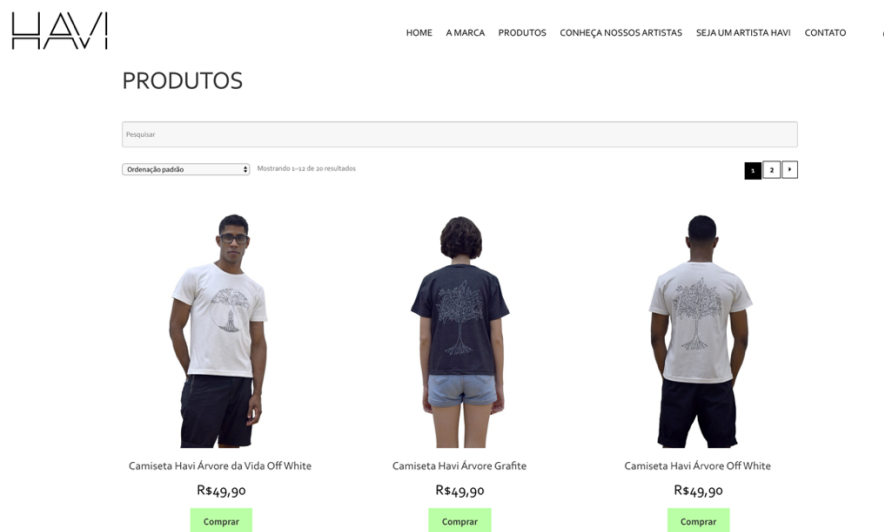 HAVI
HOME A MARCA PRODUTOS CONHEÇA NOSSOS ARTISTAS SEJA UM ARTISTA HAVI CONTATO
PRODUTOS
Pesquisar
Ordenação padrão Mostrando 1–12 de 20 resultados 1 2
Camiseta Havi Árvore da Vida Off White Camiseta Havi Árvore Grafite Camiseta Havi Árvore Off White
R$49,90 R$49,90 R$49,90
Comprar Comprar Comprar